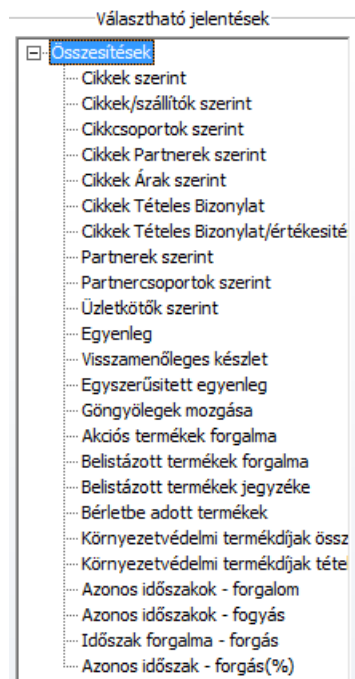 Választható jelentések
Összesítések
Cikkek szerint
Cikkek/szállítók szerint
Cikkcsoportok szerint
Cikkek Partnerek szerint
Cikkek Árak szerint
Cikkek Tételes Bizonylat
Cikkek Tételes Bizonylat/értékesité
Partnerek szerint
Partnercsoportok szerint
Üzletkötők szerint
Egyenleg
Visszamenőleges készlet
Egyszerűsitett egyenleg
Göngyölegek mozgása
Akciós termékek forgalma
Belistázott termékek forgalma
Belistázott termékek jegyzéke
Bérletbe adott termékek
Környezetvédelmi termékdíjak össz
Környezetvédelmi termékdíjak tétel
Azonos időszakok - forgalom
Azonos időszakok - fogyás
Időszak forgalma - forgás
Azonos időszak - forgás(%)